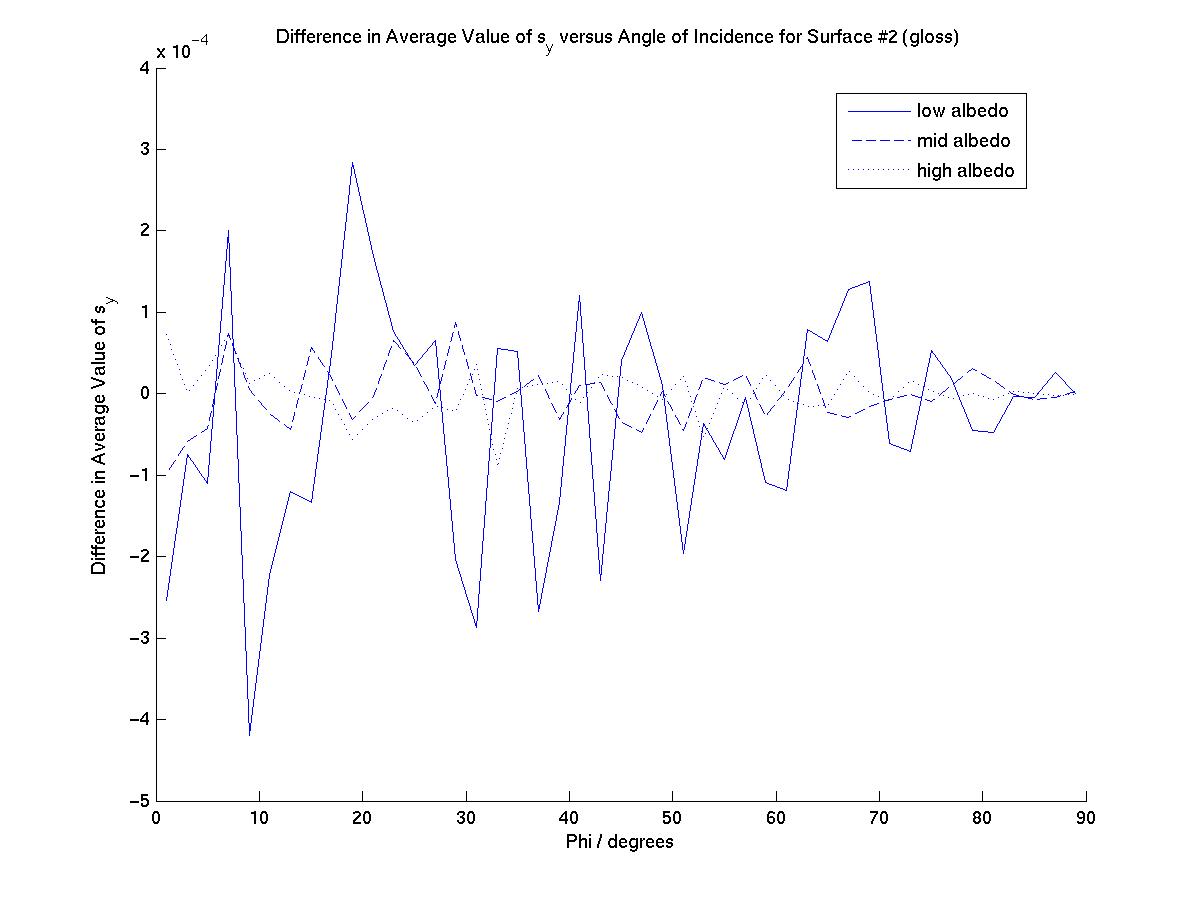 Difference in Average Value of s_y versus Angle of Incidence for Surface #2 (gloss)
x 10^−4
4
3
2
1
0
−1
−2
−3
−4
−5
Difference in Average Value of s_y
low albedo
mid albedo
high albedo
0 10 20 30 40 50 60 70 80 90
Phi / degrees